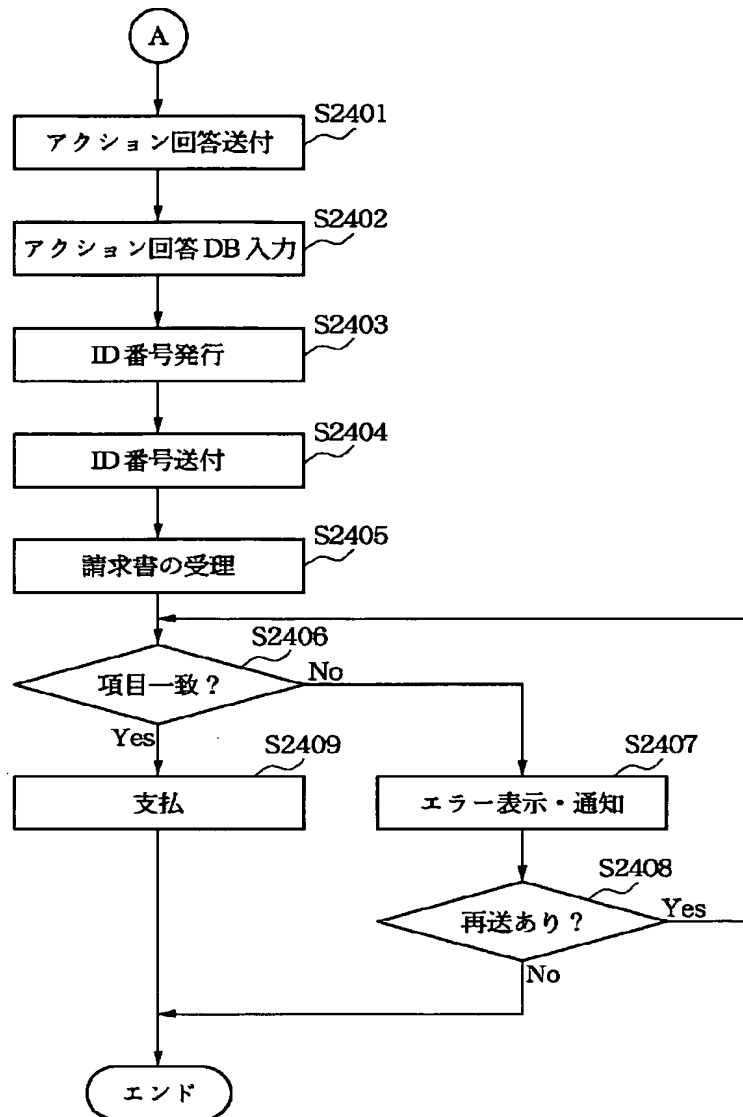 A
S2401
アクション回答送付
S2402
アクション回答DB入力
S2403
ID番号発行
S2404
ID番号送付
S2405
請求書の受理
S2406
項目一致？
No
Yes
S2409
支払
S2407
エラー表示・通知
S2408
再送あり？
Yes
No
エンド